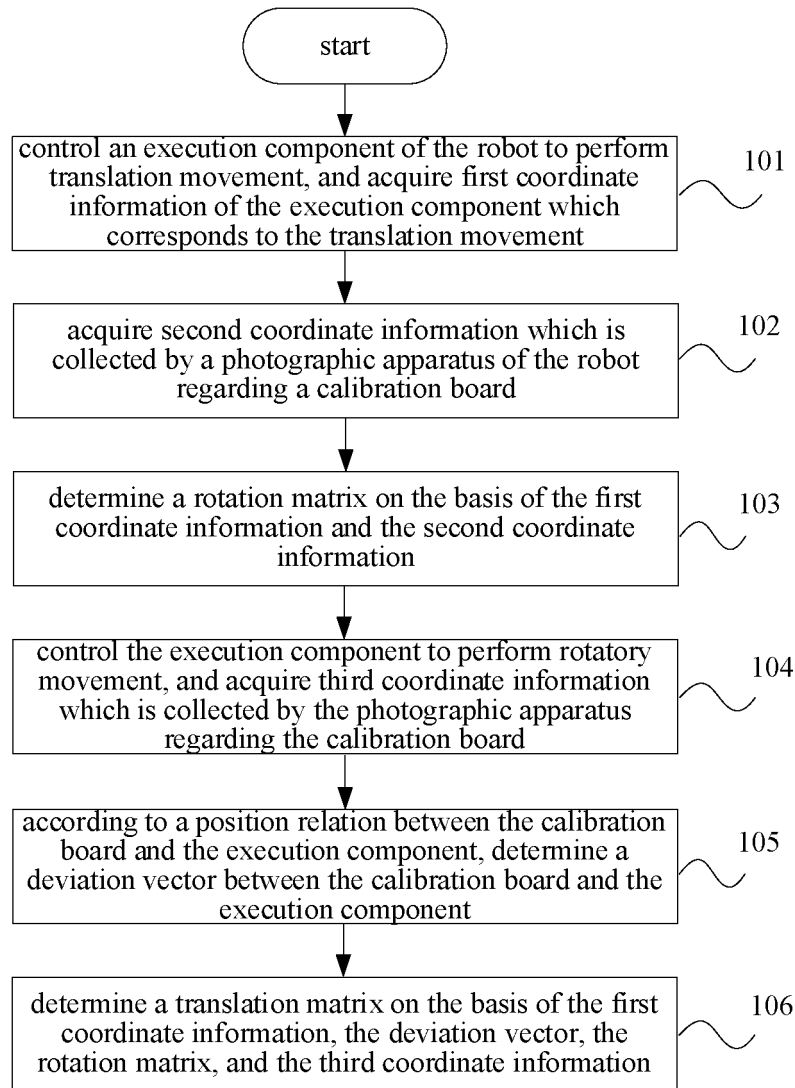 start
control an execution component of the robot to perform
translation movement, and acquire first coordinate
information of the execution component which
corresponds to the translation movement
101
acquire second coordinate information which is
collected by a photographic apparatus of the robot
regarding a calibration board
102
determine a rotation matrix on the basis of the first
coordinate information and the second coordinate
information
103
control the execution component to perform rotatory
movement, and acquire third coordinate information
which is collected by the photographic apparatus
regarding the calibration board
104
according to a position relation between the calibration
board and the execution component, determine a
deviation vector between the calibration board and the
execution component
105
determine a translation matrix on the basis of the first
coordinate information, the deviation vector, the
rotation matrix, and the third coordinate information
106